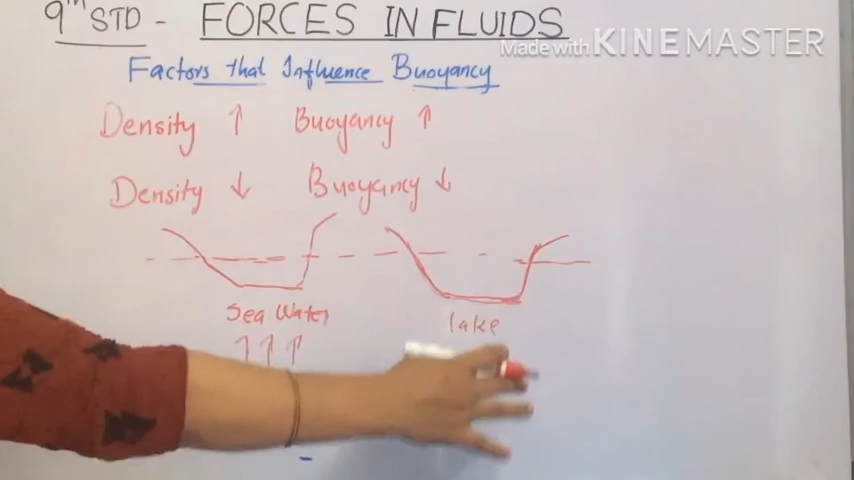 9th STD - FORCES IN FLUIDS
Made with KINEMASTER
Factors that Influence Buoyancy
Density ↑ Buoyancy ↑
Density ↓ Buoyancy ↓
Sea Water lake
↑ ↑ ↑